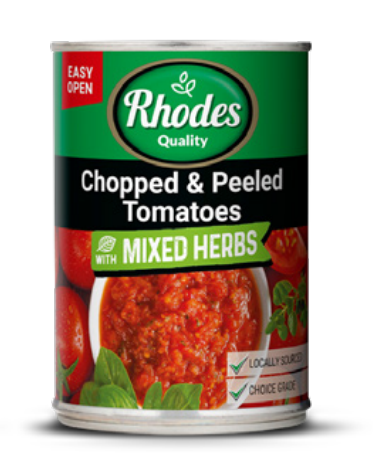 EASY
OPEN
Rhodes
Quality
Chopped & Peeled
Tomatoes
WITH MIXED HERBS
LOCALLY SOURCED
CHOICE GRADE